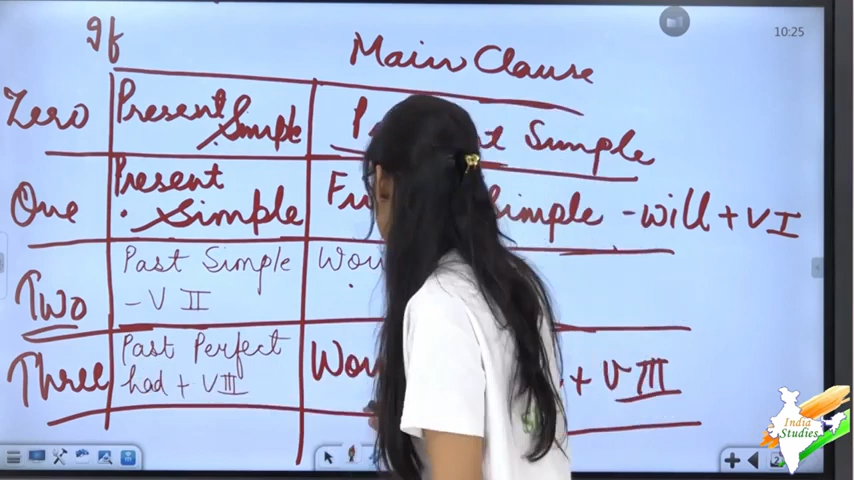 10:25
If
Main Clause
Zero Present Simple Simple
One Present Simple Simple - will + V I
Two Past Simple - V II
Three Past Perfect had + V III + V III
India
Studies